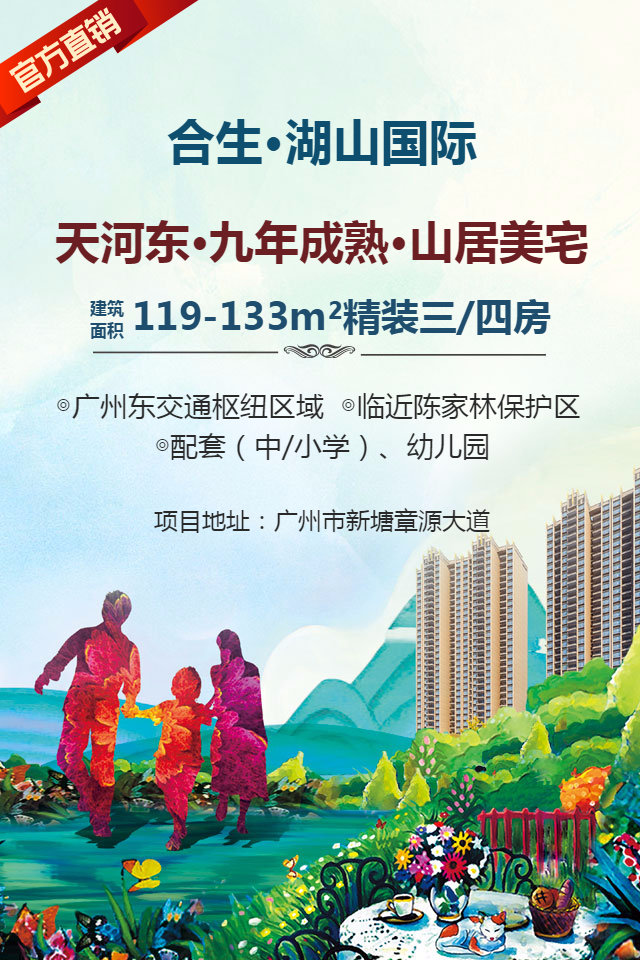 官方直销
合生·湖山国际
天河东·九年成熟·山居美宅
建筑面积 119-133m²精装三/四房
◎广州东交通枢纽区域 ◎临近陈家林保护区
◎配套（中/小学）、幼儿园
项目地址：广州市新塘章源大道